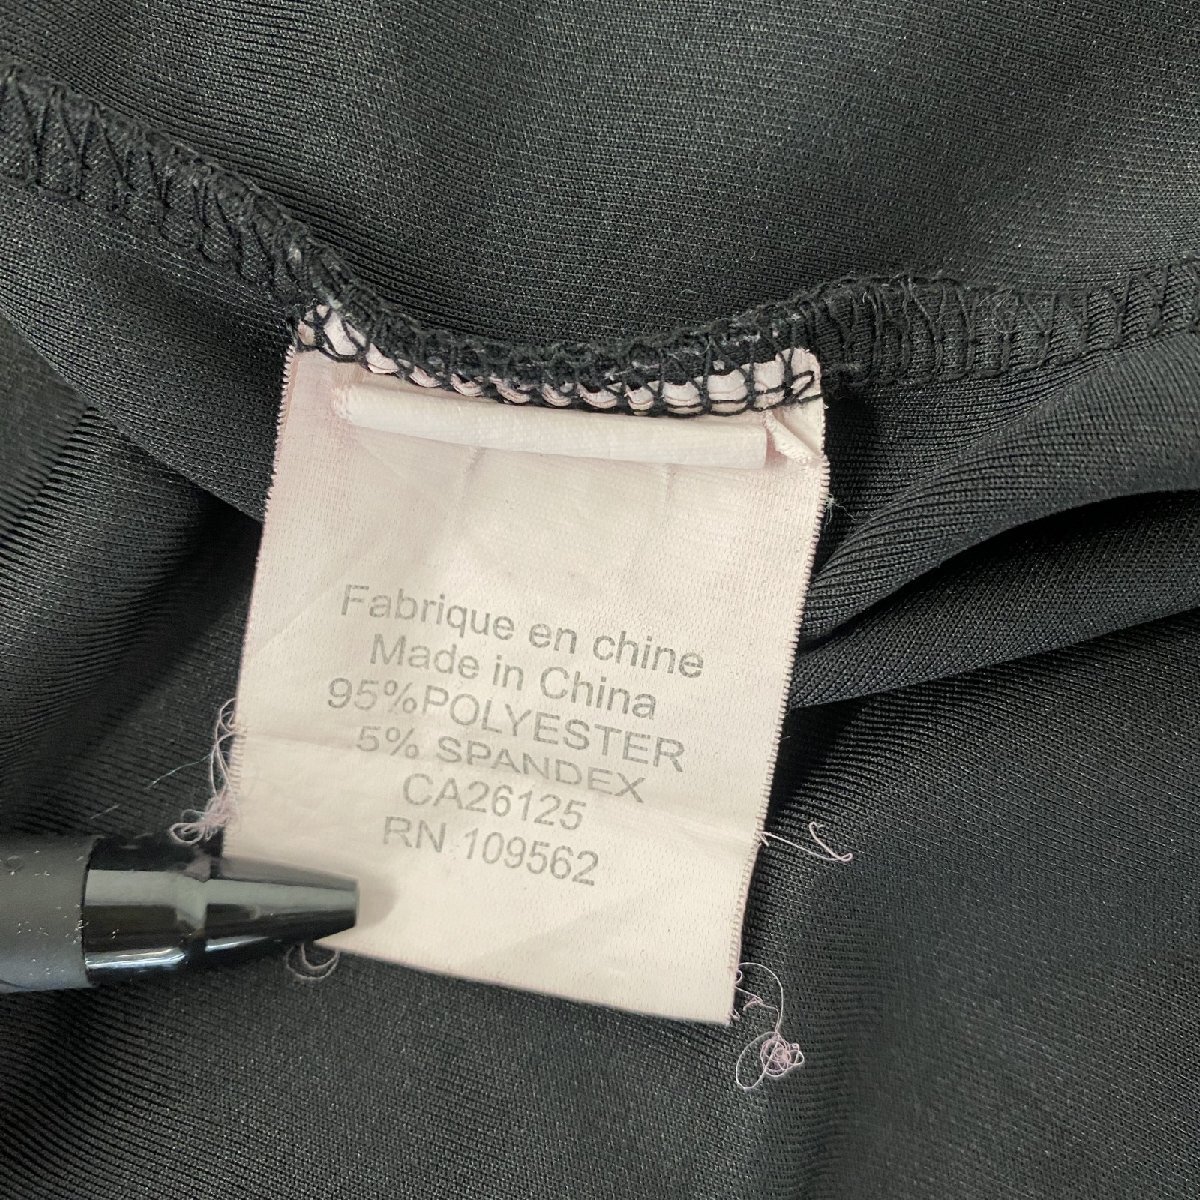 Fabrique en chine
Made in China
95%POLYESTER
5% SPANDEX
CA26125
RN 109562